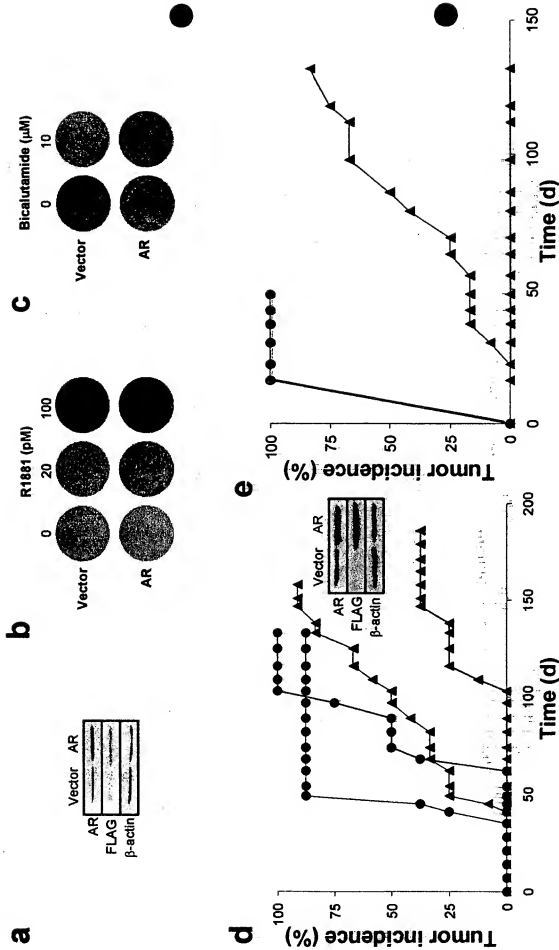 a
Vector AR
AR
FLAG
β-actin
b
R1881 (pM)
0 20 100
Vector
AR
c
Bicalutamide (μM)
0 10
Vector
AR
d
Tumor incidence (%)
100
75
50
25
0
0 50 100 150 200
Time (d)
Vector AR
AR
FLAG
β-actin
e
Tumor incidence (%)
100
75
50
25
0
0 50 100 150
Time (d)